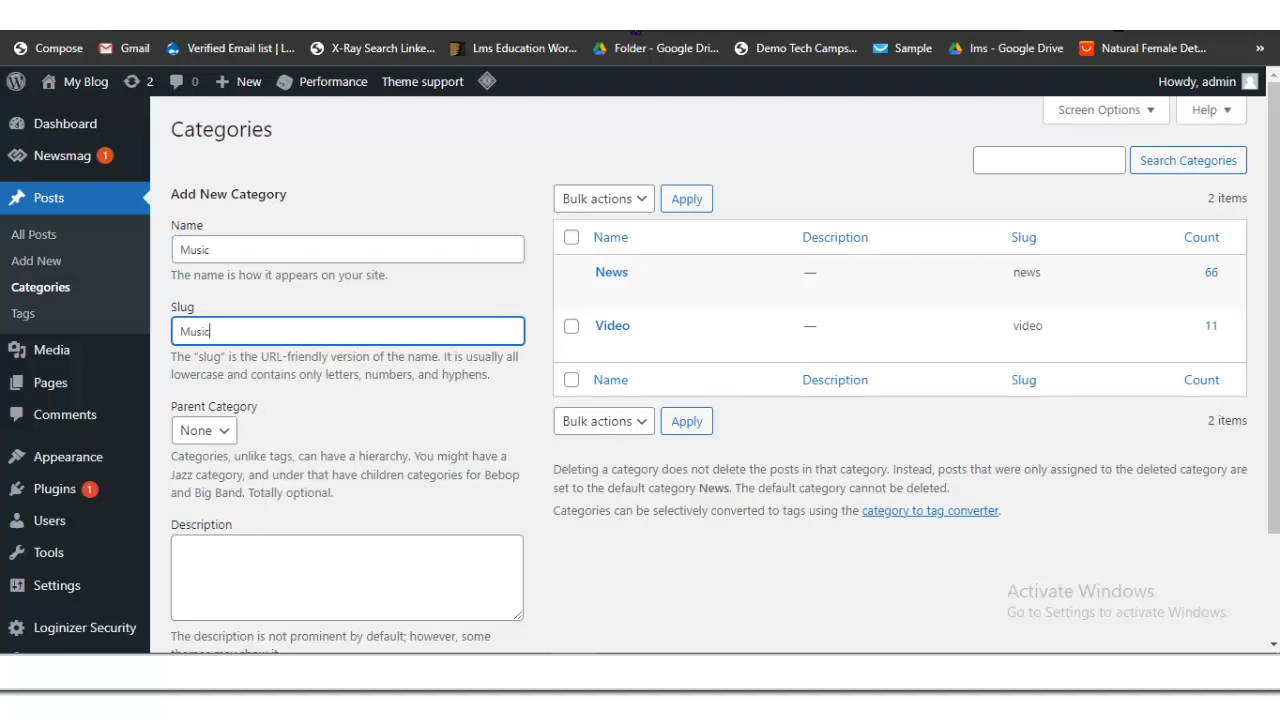 Compose Gmail Verified Email list | L... X-Ray Search Linke... Lms Education Wor... Folder - Google Dri... Demo Tech Camps... Sample lms - Google Drive Natural Female Det... »
My Blog 2 0 New Performance Theme support Howdy, admin
Screen Options Help
Dashboard
Newsmag 1
Posts
All Posts
Add New
Categories
Tags
Media
Pages
Comments
Appearance
Plugins 1
Users
Tools
Settings
Loginizer Security
Categories
Search Categories
Add New Category
Name
Music
The name is how it appears on your site.
Slug
Music
The “slug” is the URL-friendly version of the name. It is usually all
lowercase and contains only letters, numbers, and hyphens.
Parent Category
None
Categories, unlike tags, can have a hierarchy. You might have a
Jazz category, and under that have children categories for Bebop
and Big Band. Totally optional.
Description
The description is not prominent by default; however, some
Bulk actions Apply 2 items
Name Description Slug Count
News — news 66
Video — video 11
Name Description Slug Count
Bulk actions Apply 2 items
Deleting a category does not delete the posts in that category. Instead, posts that were only assigned to the deleted category are
set to the default category News. The default category cannot be deleted.
Categories can be selectively converted to tags using the category to tag converter.
Activate Windows
Go to Settings to activate Windows.